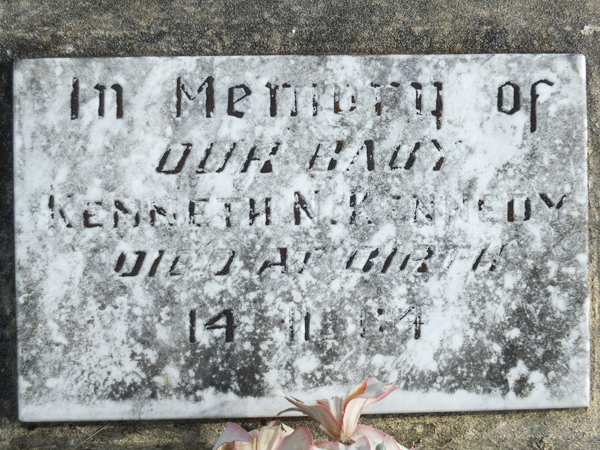 In Memory of
OUR BABY
KENNETH N. KENNEDY
DIED AT BIRTH
14 11 64